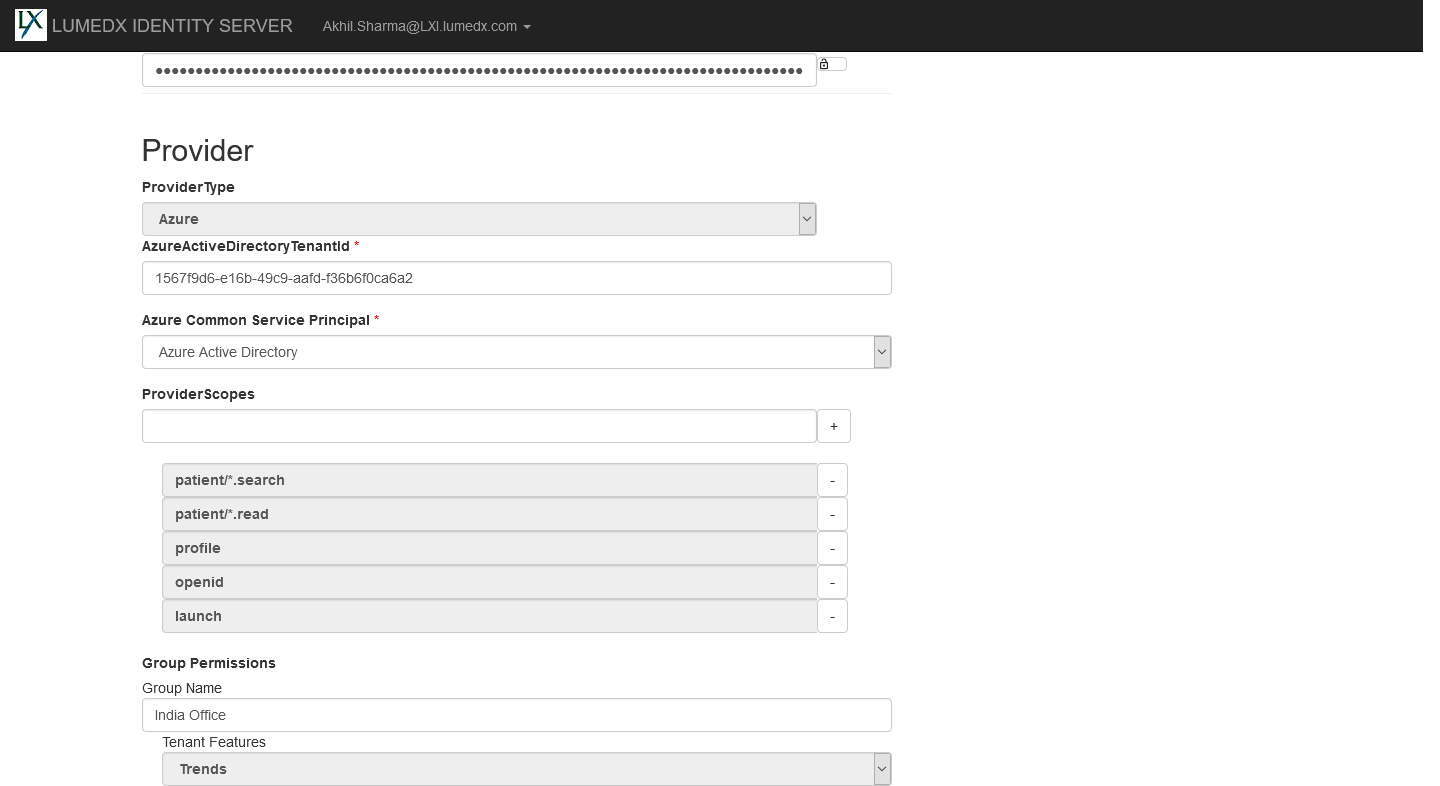 LX LUMEDX IDENTITY SERVER Akhil.Sharma@LXI.lumedx.com
Provider
ProviderType
Azure
AzureActiveDirectoryTenantId *
1567f9d6-e16b-49c9-aafd-f36b6f0ca6a2
Azure Common Service Principal *
Azure Active Directory
ProviderScopes
+
patient/*.search -
patient/*.read -
profile -
openid -
launch -
Group Permissions
Group Name
India Office
Tenant Features
Trends